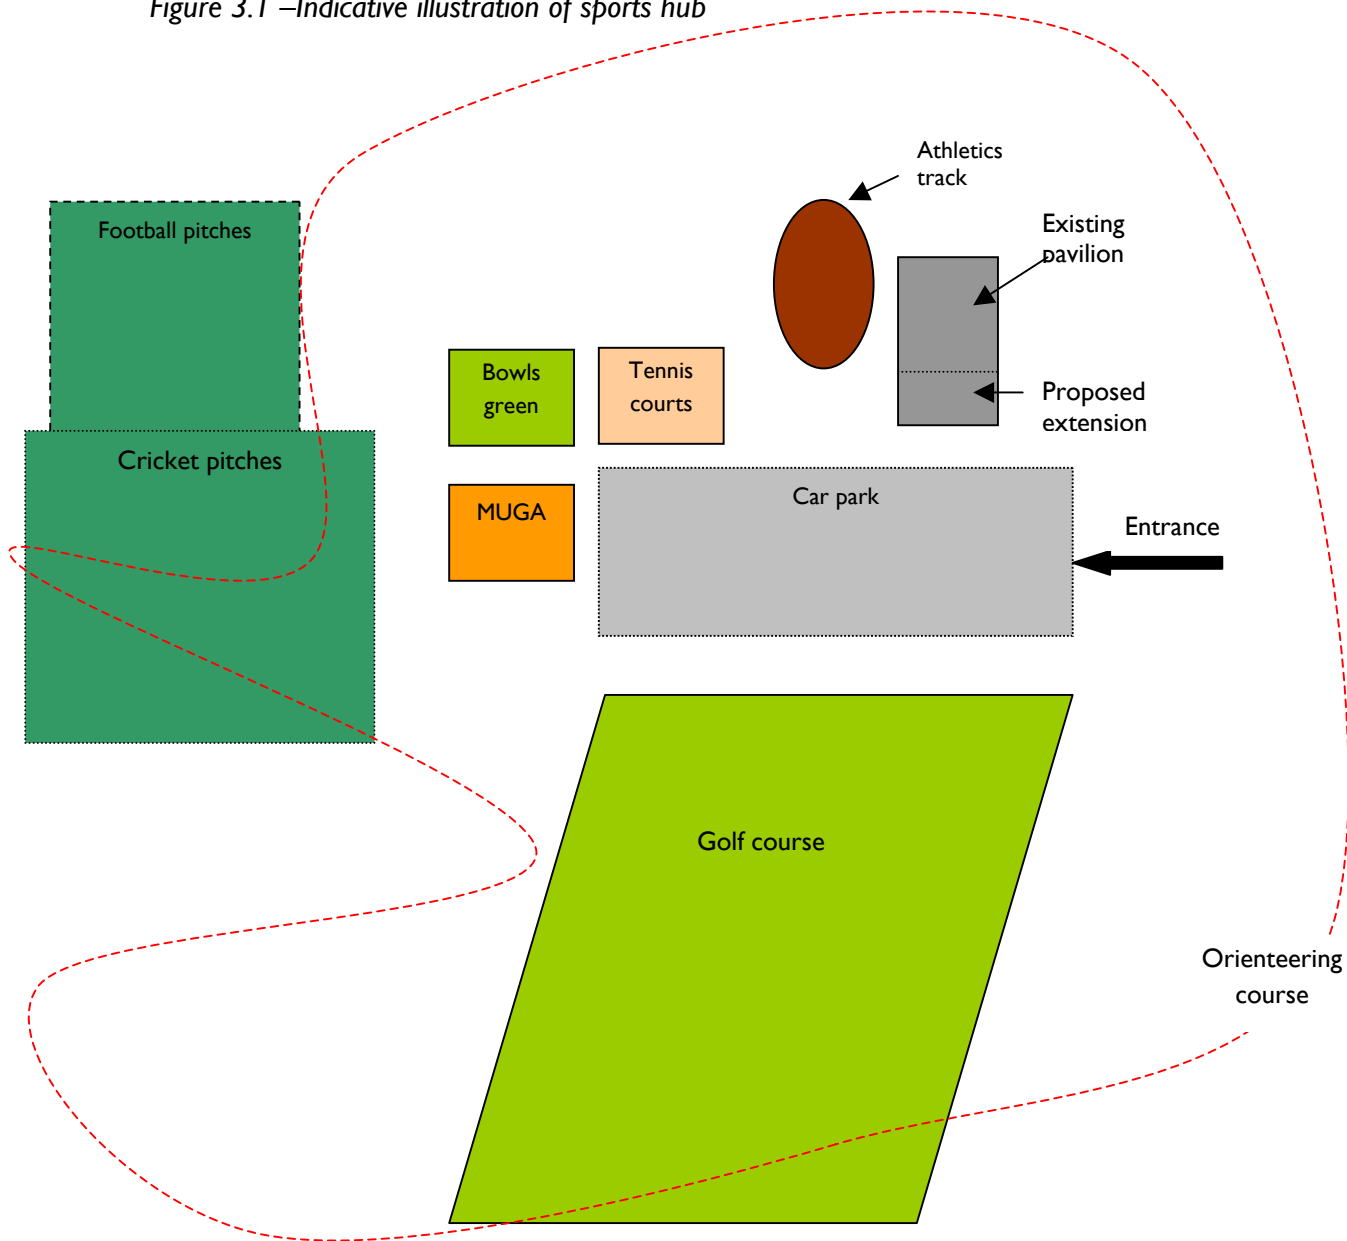 Figure 3.1 –Indicative illustration of sports hub
Athletics
track
Existing
pavilion
Football pitches
Bowls
green
Tennis
courts
Proposed
extension
Cricket pitches
Car park
MUGA
Entrance
Golf course
Orienteering
course